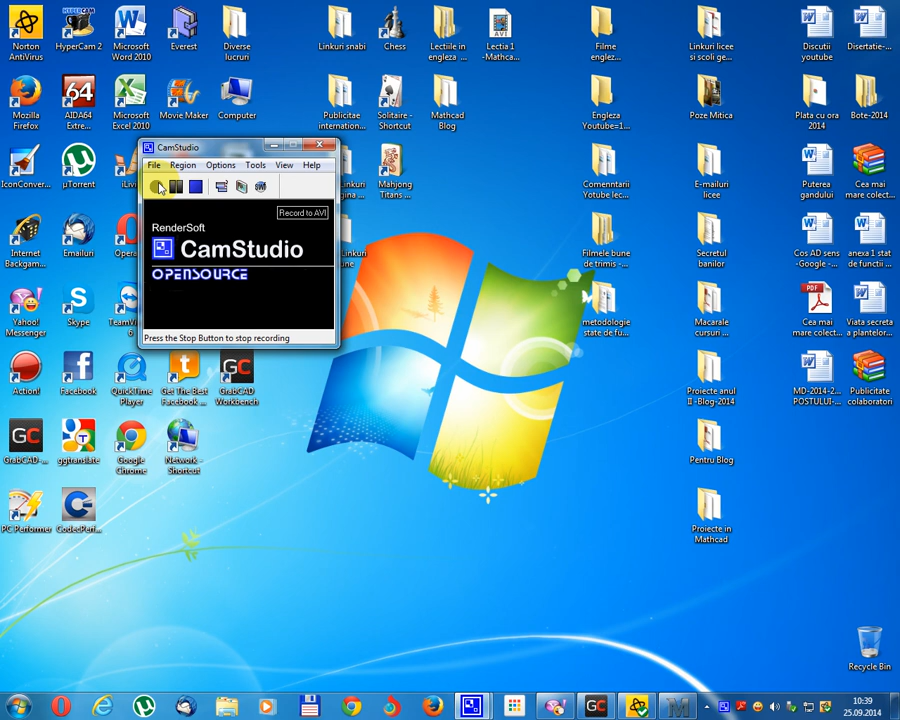 Norton
AntiVirus
HyperCam 2
Microsoft
Word 2010
Everest
Diverse
lucruri
Linkuri snabi
Chess
Lectiile in
engleza ...
Lectia 1
-Mathca...
Filme
englez...
Linkuri licee
si scoli ge...
Discutii
youtube
Disertatie-...
Mozilla
Firefox
64
AIDA64
Extre...
Microsoft
Excel 2010
Movie Maker
Computer
Publicitate
internation...
Solitaire -
Shortcut
Mathcad
Blog
Engleza
Youtube=1...
Poze Mitica
Plata cu ora
2014
Bote-2014
CamStudio
File Region Options Tools View Help
Record to AVI
RenderSoft
CamStudio
OPENSOURCE
Press the Stop Button to stop recording
IconConver...
µTorrent
Mahjong
Titans ...
Comenntarii
Yotube lec...
E-mailuri
licee
Puterea
gandului
Cea mai
mare colect...
Internet
Backgam...
Emailuri
Filmele bune
de trimis -...
Secretul
banilor
Cos AD sens
-Google -...
anexa 1 stat
de functii ...
Yahoo!
Messenger
Skype
metodologie
de fu...
Macarale
cursuri ...
PDF
Cea mai
mare colect...
Viata secreta
a plantelor...
Action!
Facebook
QuickTime
Player
Get The Best
Facebook ...
GC
GrabCAD
Workbench
Proiecte anul
II -Blog-2014
MD-2014-2...
POSTULUI-...
Publicitate
colaboratori
GC
GrabCAD-...
ggtranslate
Google
Chrome
Network -
Shortcut
Pentru Blog
PC Performer
CodecPerf...
Proiecte in
Mathcad
Recycle Bin
GC
10:39
25.09.2014